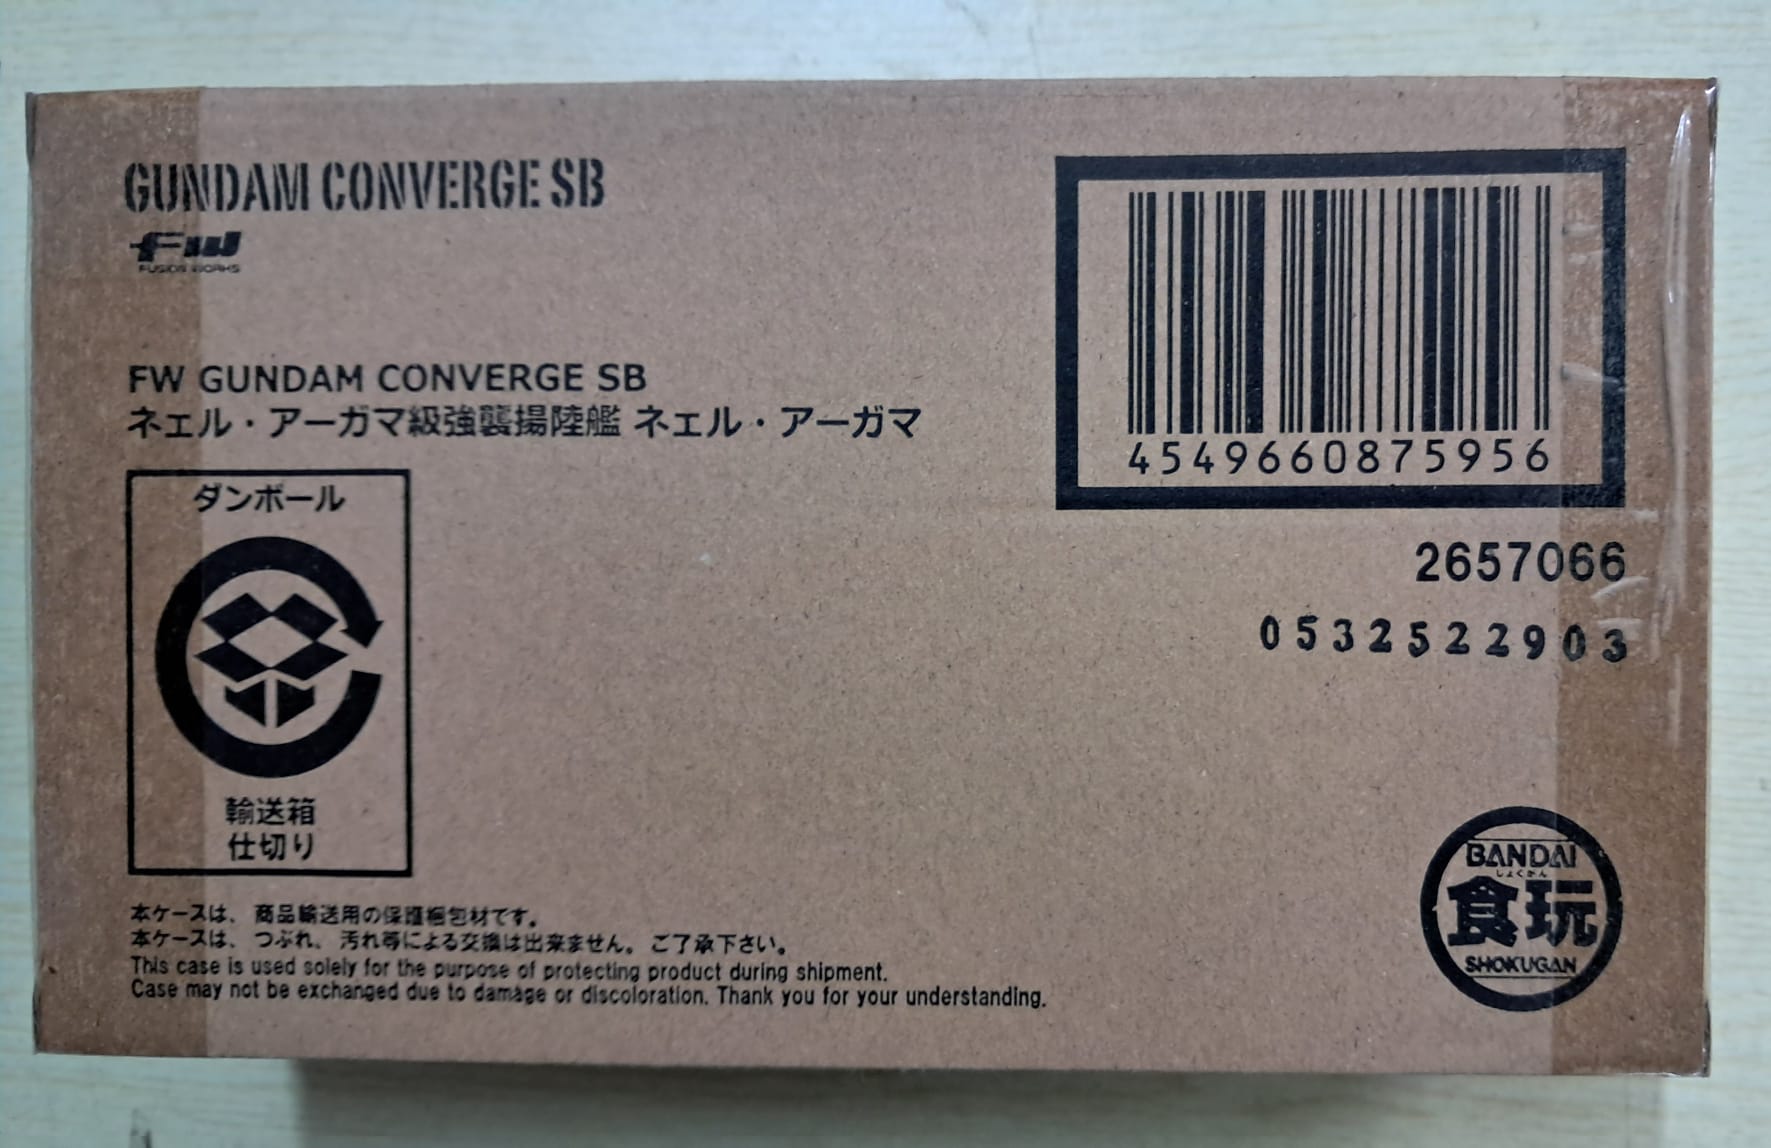 GUNDAM CONVERGE SB
FW
FUSION WORKS
FW GUNDAM CONVERGE SB
ネェル・アーガマ級強襲揚陸艦 ネェル・アーガマ
4549660875956
2657066
0532522903
ダンボール
輸送箱
仕切り
本ケースは、商品輸送用の保護梱包材です。
本ケースは、つぶれ、汚れ等による交換は出来ません。ご了承下さい。
This case is used solely for the purpose of protecting product during shipment.
Case may not be exchanged due to damage or discoloration. Thank you for your understanding.
BANDAI
しょくがん
食玩
SHOKUGAN